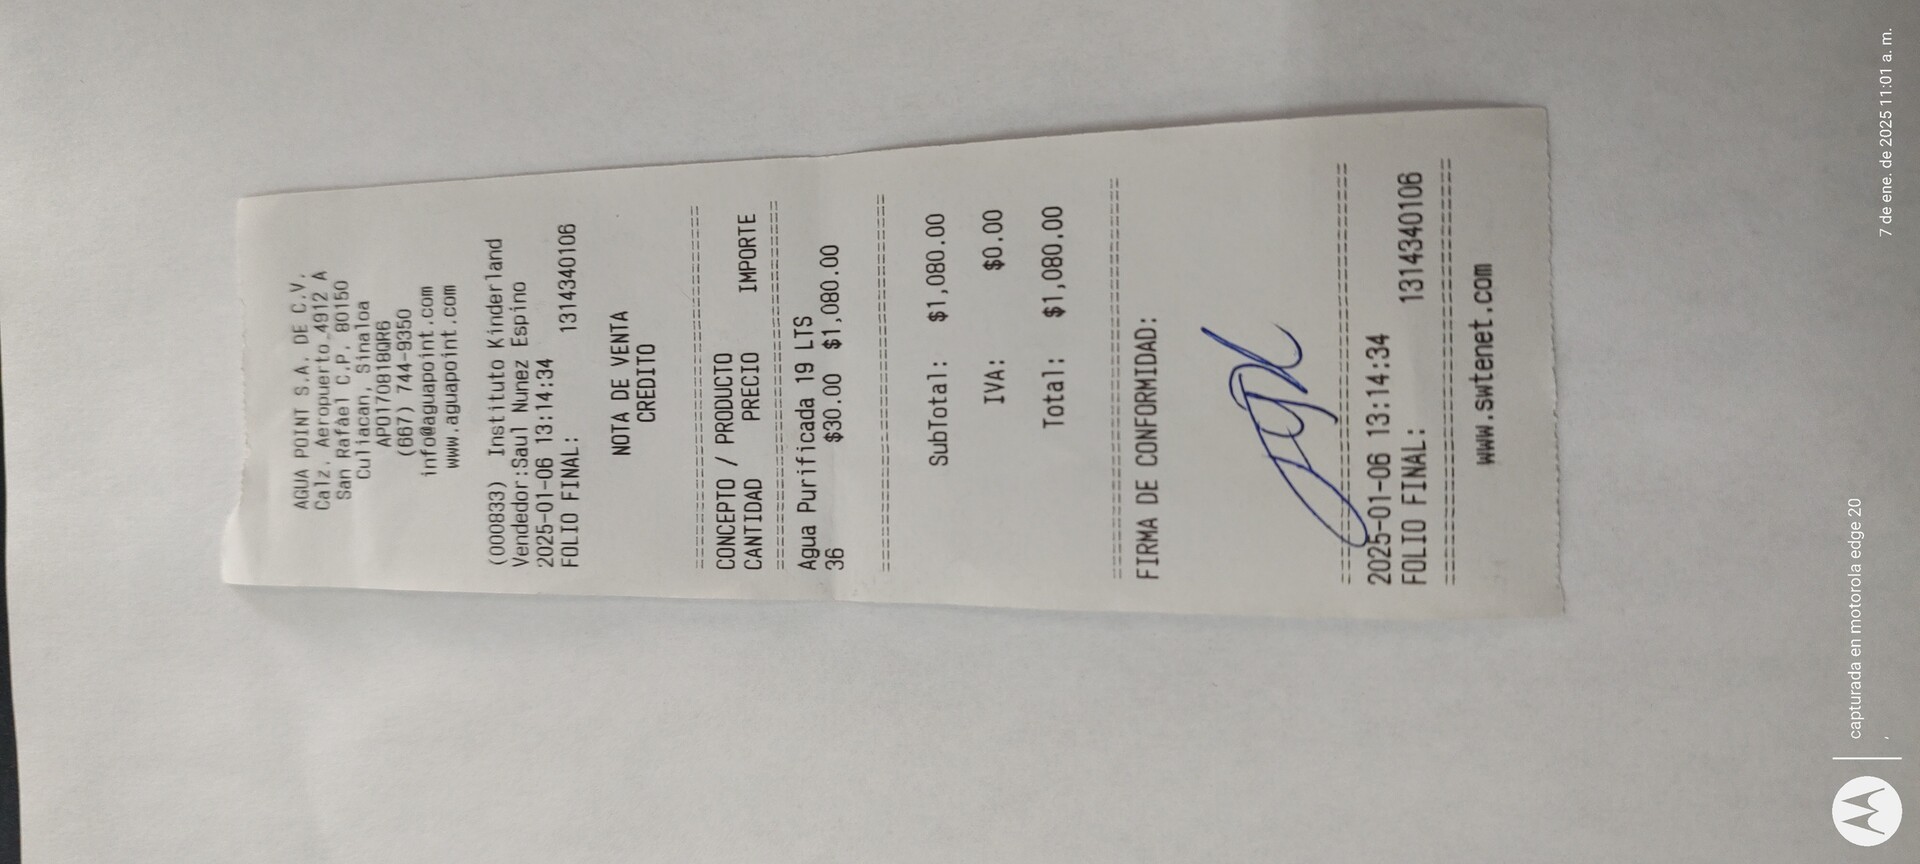 AGUA POINT S.A. DE C.V.
Calz. Aeropuerto 4912 A
San Rafael C.P. 80150
Culiacan, Sinaloa
APO170818QR6
(667) 744-9350
info@aguapoint.com
www.aguapoint.com
(000833) Instituto Kinderland
Vendedor:Saul Nunez Espino
2025-01-06 13:14:34
FOLIO FINAL: 1314340106
NOTA DE VENTA
CREDITO
================================
CONCEPTO / PRODUCTO
CANTIDAD PRECIO IMPORTE
================================
Agua Purificada 19 LTS
36 $30.00 $1,080.00
================================
SubTotal: $1,080.00
IVA: $0.00
Total: $1,080.00
================================
FIRMA DE CONFORMIDAD:
================================
2025-01-06 13:14:34
FOLIO FINAL: 1314340106
================================
www.swtenet.com
capturada en motorola edge 20
,
7 de ene. de 2025 11:01 a. m.